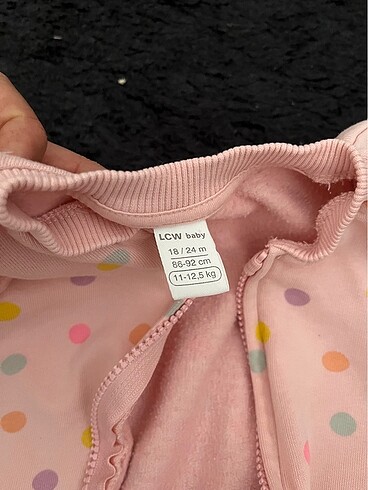 LCW baby
18 / 24 m
86-92 cm
11-12,5 kg